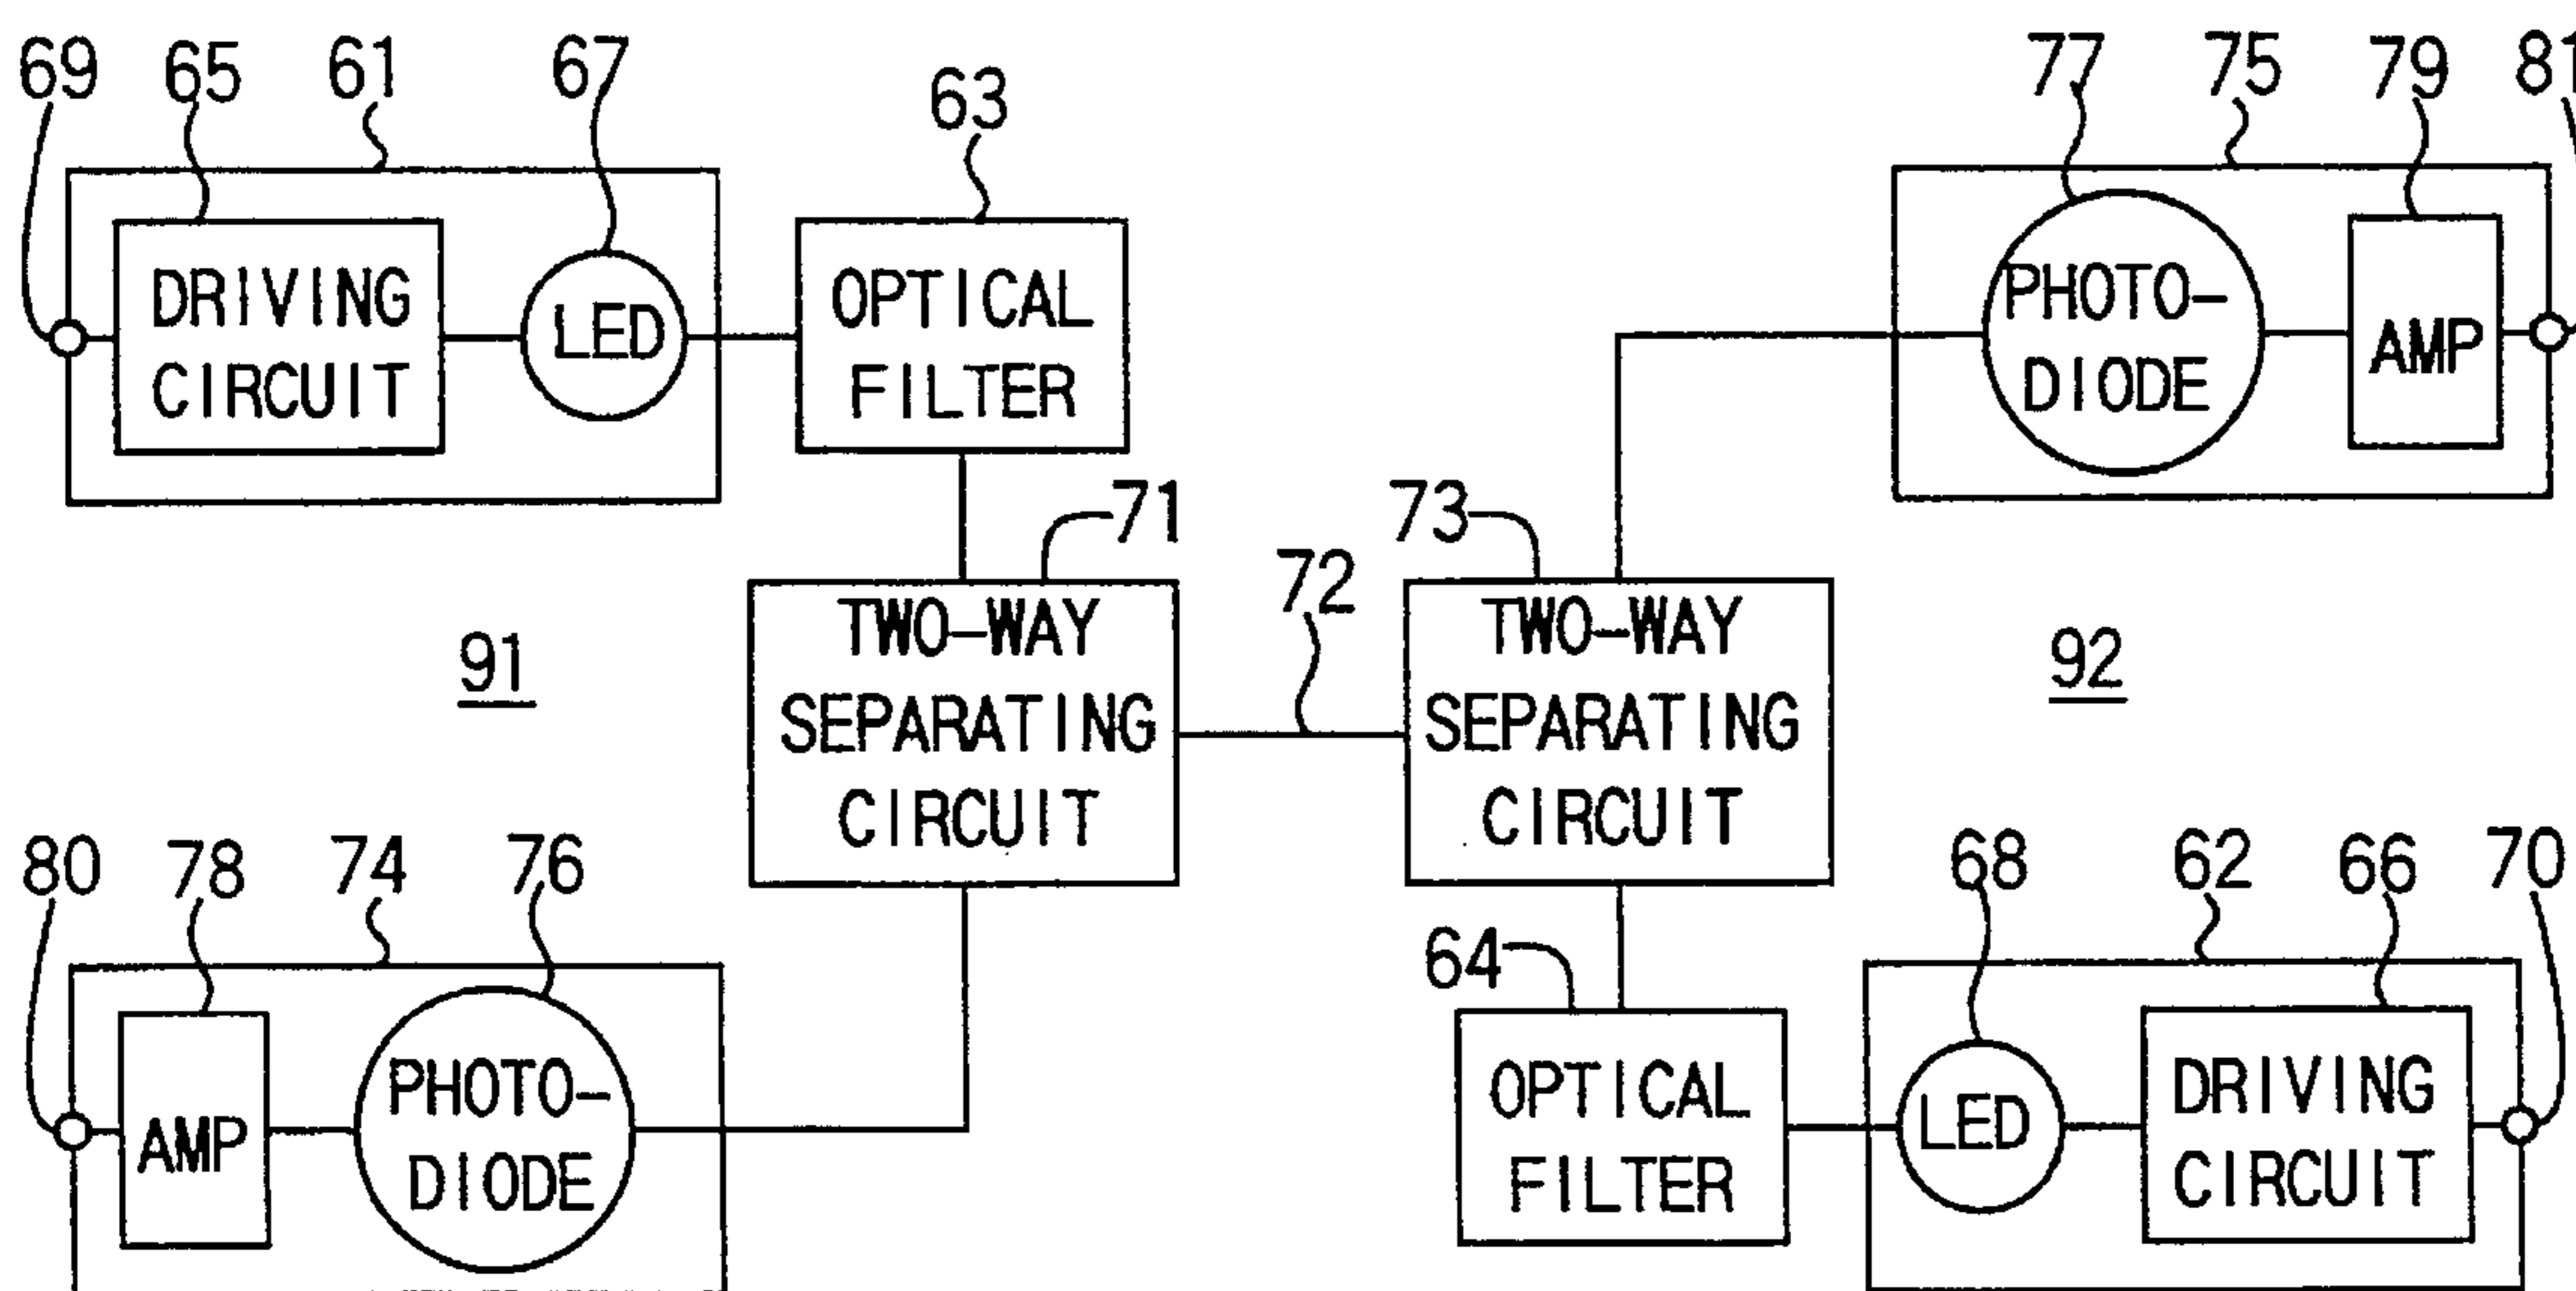 69 65 61 67 63 77 75 79 81
DRIVING
CIRCUIT
LED
OPTICAL
FILTER
PHOTO-
DIODE
AMP
71
73
72
TWO-WAY
SEPARATING
CIRCUIT
TWO-WAY
SEPARATING
CIRCUIT
91
92
80 78 74 76
64
68 62 66 70
AMP
PHOTO-
DIODE
OPTICAL
FILTER
LED
DRIVING
CIRCUIT